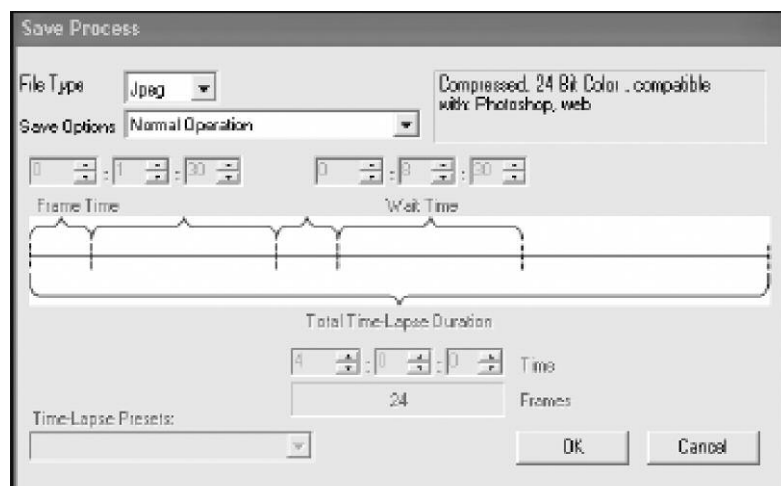 Save Process
File Type Jpeg
Compressed, 24 Bit Color , compatible
with: Photoshop, web
Save Options Normal Operation
0 : 1 : 30 0 : 8 : 30
Frame Time Wait Time
Total Time-Lapse Duration
4 : 0 : 0 Time
24 Frames
Time-Lapse Presets:
OK Cancel